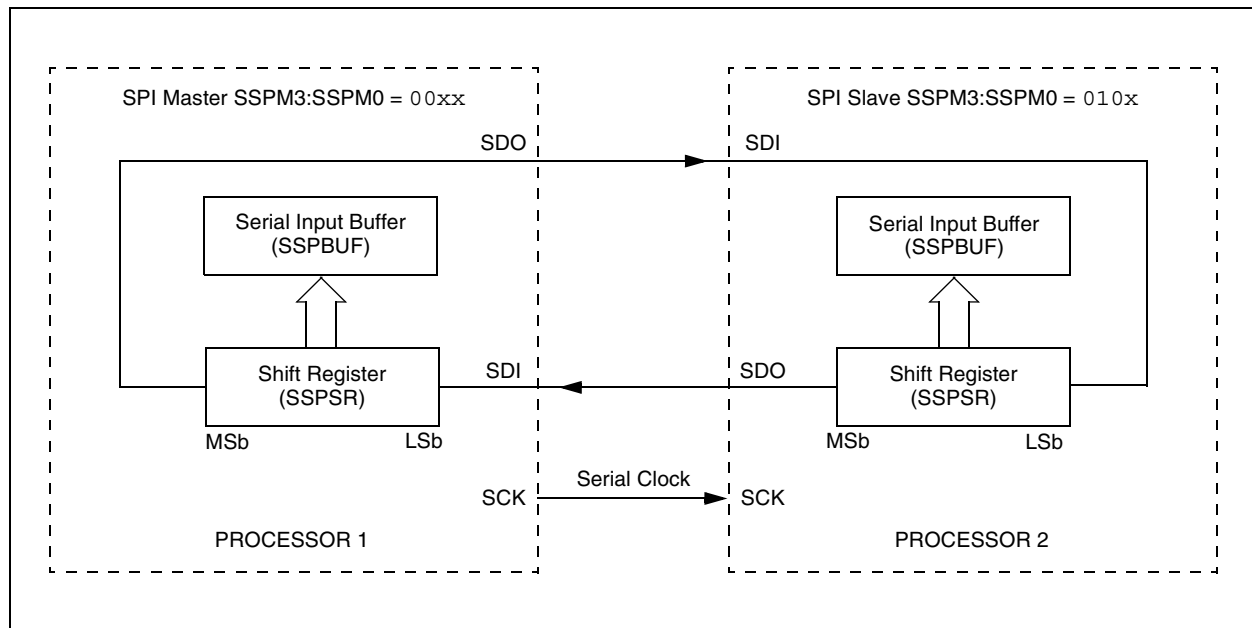 SPI Master SSPM3:SSPM0 = 00xx
SPI Slave SSPM3:SSPM0 = 010x
SDO
SDI
Serial Input Buffer
(SSPBUF)
Serial Input Buffer
(SSPBUF)
Shift Register
(SSPSR)
SDI
SDO
Shift Register
(SSPSR)
MSb
LSb
MSb
LSb
Serial Clock
SCK
SCK
PROCESSOR 1
PROCESSOR 2